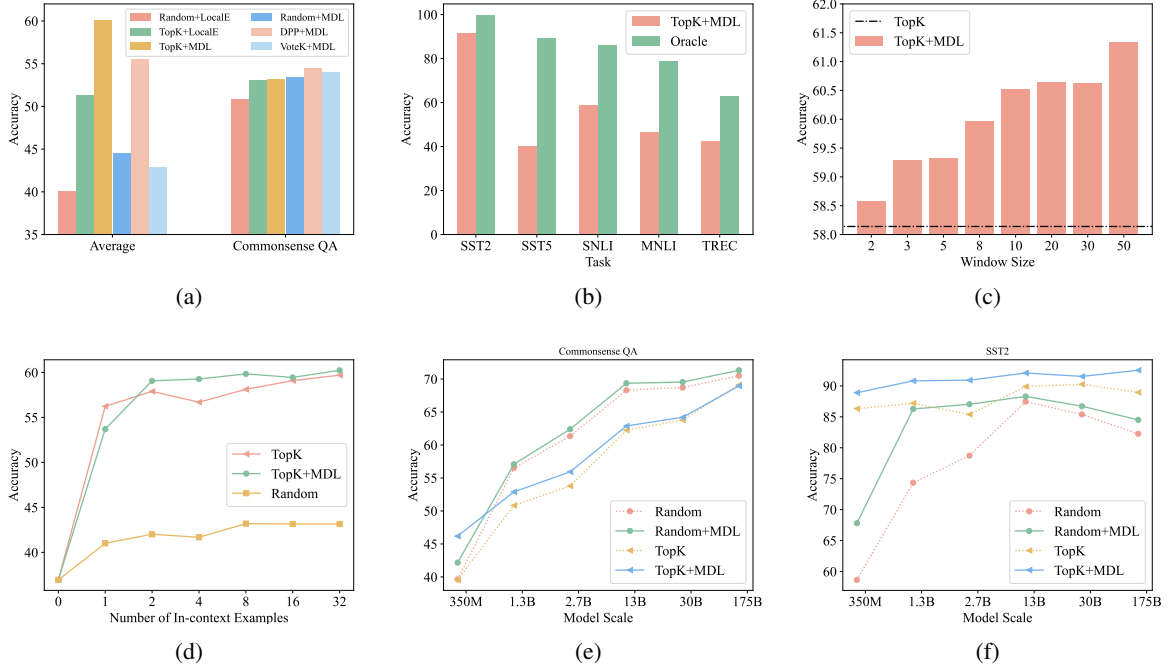 Random+LocalE
TopK+LocalE
TopK+MDL
Random+MDL
DPP+MDL
VoteK+MDL
Accuracy
60
55
50
45
40
35
Average
Commonsense QA
(a)
TopK+MDL
Oracle
Accuracy
100
80
60
40
20
0
SST2
SST5
SNLI
MNLI
TREC
Task
(b)
TopK
TopK+MDL
Accuracy
62.0
61.5
61.0
60.5
60.0
59.5
59.0
58.5
58.0
2
3
5
8
10
20
30
50
Window Size
(c)
Accuracy
60
55
50
45
40
TopK
TopK+MDL
Random
0
1
2
4
8
16
32
Number of In-context Examples
(d)
Commonsense QA
Accuracy
70
65
60
55
50
45
40
Random
Random+MDL
TopK
TopK+MDL
350M
1.3B
2.7B
13B
30B
175B
Model Scale
(e)
SST2
Accuracy
95
90
85
80
75
70
65
60
Random
Random+MDL
TopK
TopK+MDL
350M
1.3B
2.7B
13B
30B
175B
Model Scale
(f)